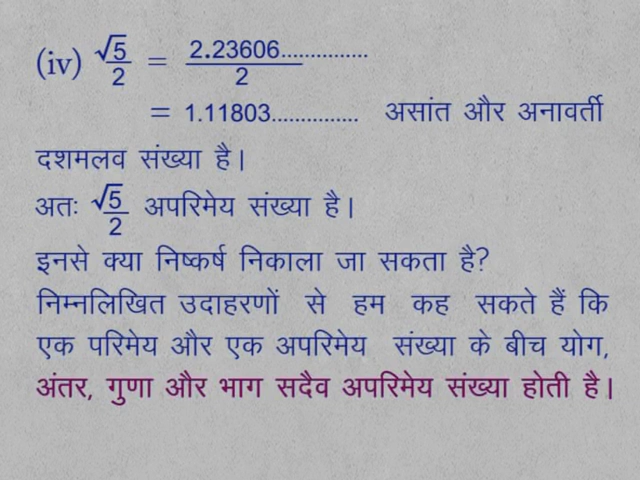 (iv) √5/2 = 2.23606.............../2
= 1.11803............... असांत और अनावर्ती
दशमलव संख्या है।
अतः √5/2 अपरिमेय संख्या है।
इनसे क्या निष्कर्ष निकाला जा सकता है?
निम्नलिखित उदाहरणों से हम कह सकते हैं कि
एक परिमेय और एक अपरिमेय संख्या के बीच योग,
अंतर, गुणा और भाग सदैव अपरिमेय संख्या होती है।